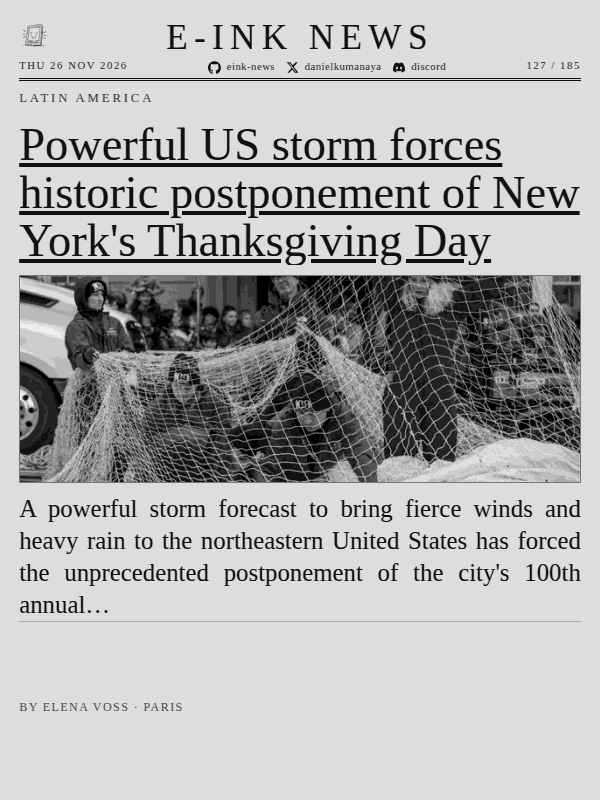 E-INK NEWS
THU 26 NOV 2026
eink-news danielkumanaya discord
127 / 185
LATIN AMERICA
Powerful US storm forces
historic postponement of New
York's Thanksgiving Day
A powerful storm forecast to bring fierce winds and
heavy rain to the northeastern United States has forced
the unprecedented postponement of the city's 100th
annual…
BY ELENA VOSS · PARIS